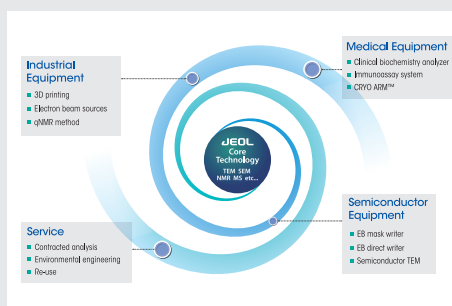 Industrial
Equipment
3D printing
Electron beam sources
qNMR method
Medical Equipment
Clinical biochemistry analyzer
Immunoassay system
CRYO ARM™
JEOL
Core
Technology
TEM SEM
NMR MS etc...
Service
Contracted analysis
Environmental engineering
Re-use
Semiconductor
Equipment
EB mask writer
EB direct writer
Semiconductor TEM